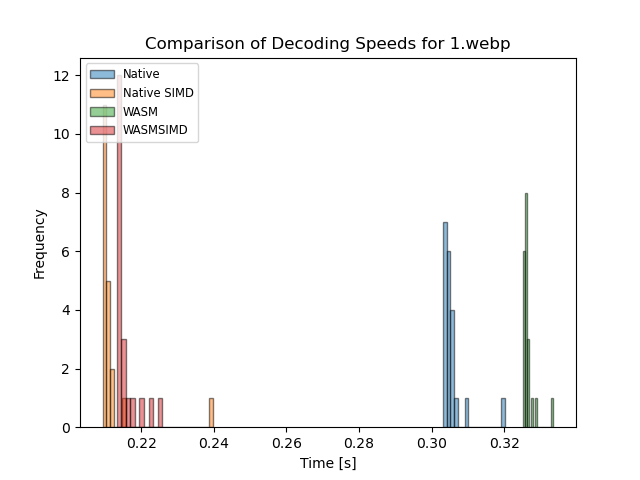 Comparison of Decoding Speeds for 1.webp
Native
Native SIMD
WASM
WASMSIMD
Frequency
12
10
8
6
4
2
0
0.22 0.24 0.26 0.28 0.30 0.32
Time [s]